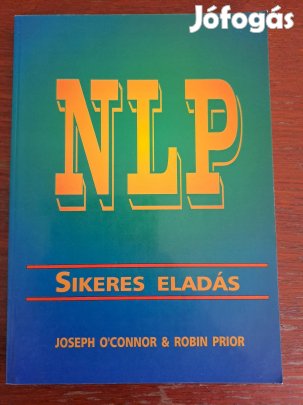 Jófogás
NLP
SIKERES ELADÁS
JOSEPH O'CONNOR & ROBIN PRIOR